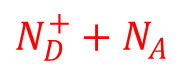 $N_D^+ + N_A$